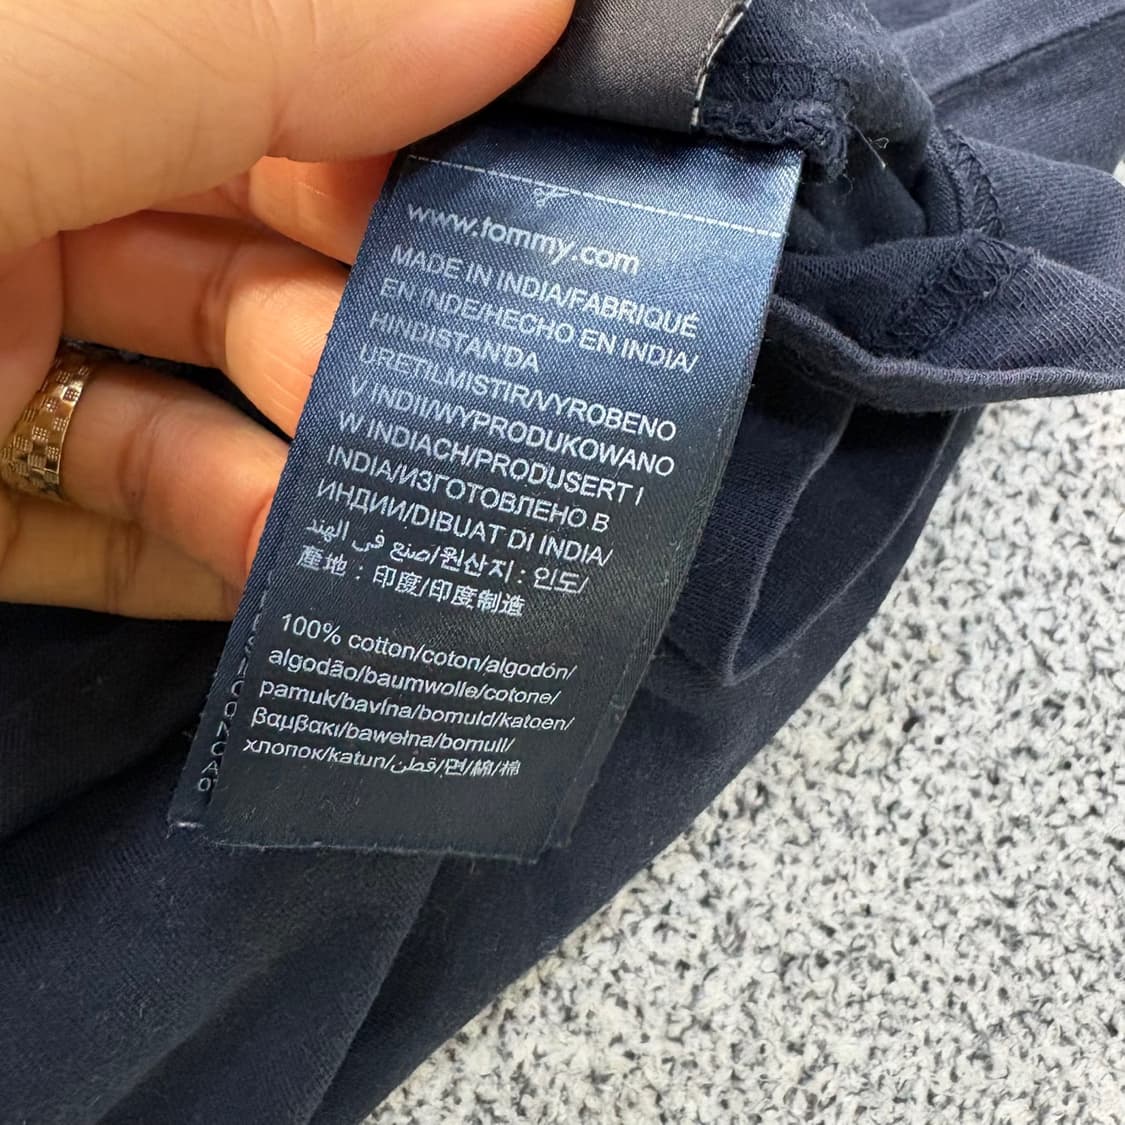 www.tommy.com
MADE IN INDIA/FABRIQUÉ
EN INDE/HECHO EN INDIA/
HINDISTAN'DA
URETILMISTIR/VYROBENO
V INDII/WYPRODUKOWANO
W INDIACH/PRODUSERT I
INDIA/ИЗГОТОВЛЕНО В
ИНДИИ/DIBUAT DI INDIA/
صنع في الهند/원산지 : 인도/
產地 : 印度/印度制造
100% cotton/coton/algodón/
algodão/baumwolle/cotone/
pamuk/bavlna/bomuld/katoen/
βαμβακι/bawełna/bomull/
хлопок/katun/قطن/면/綿/棉